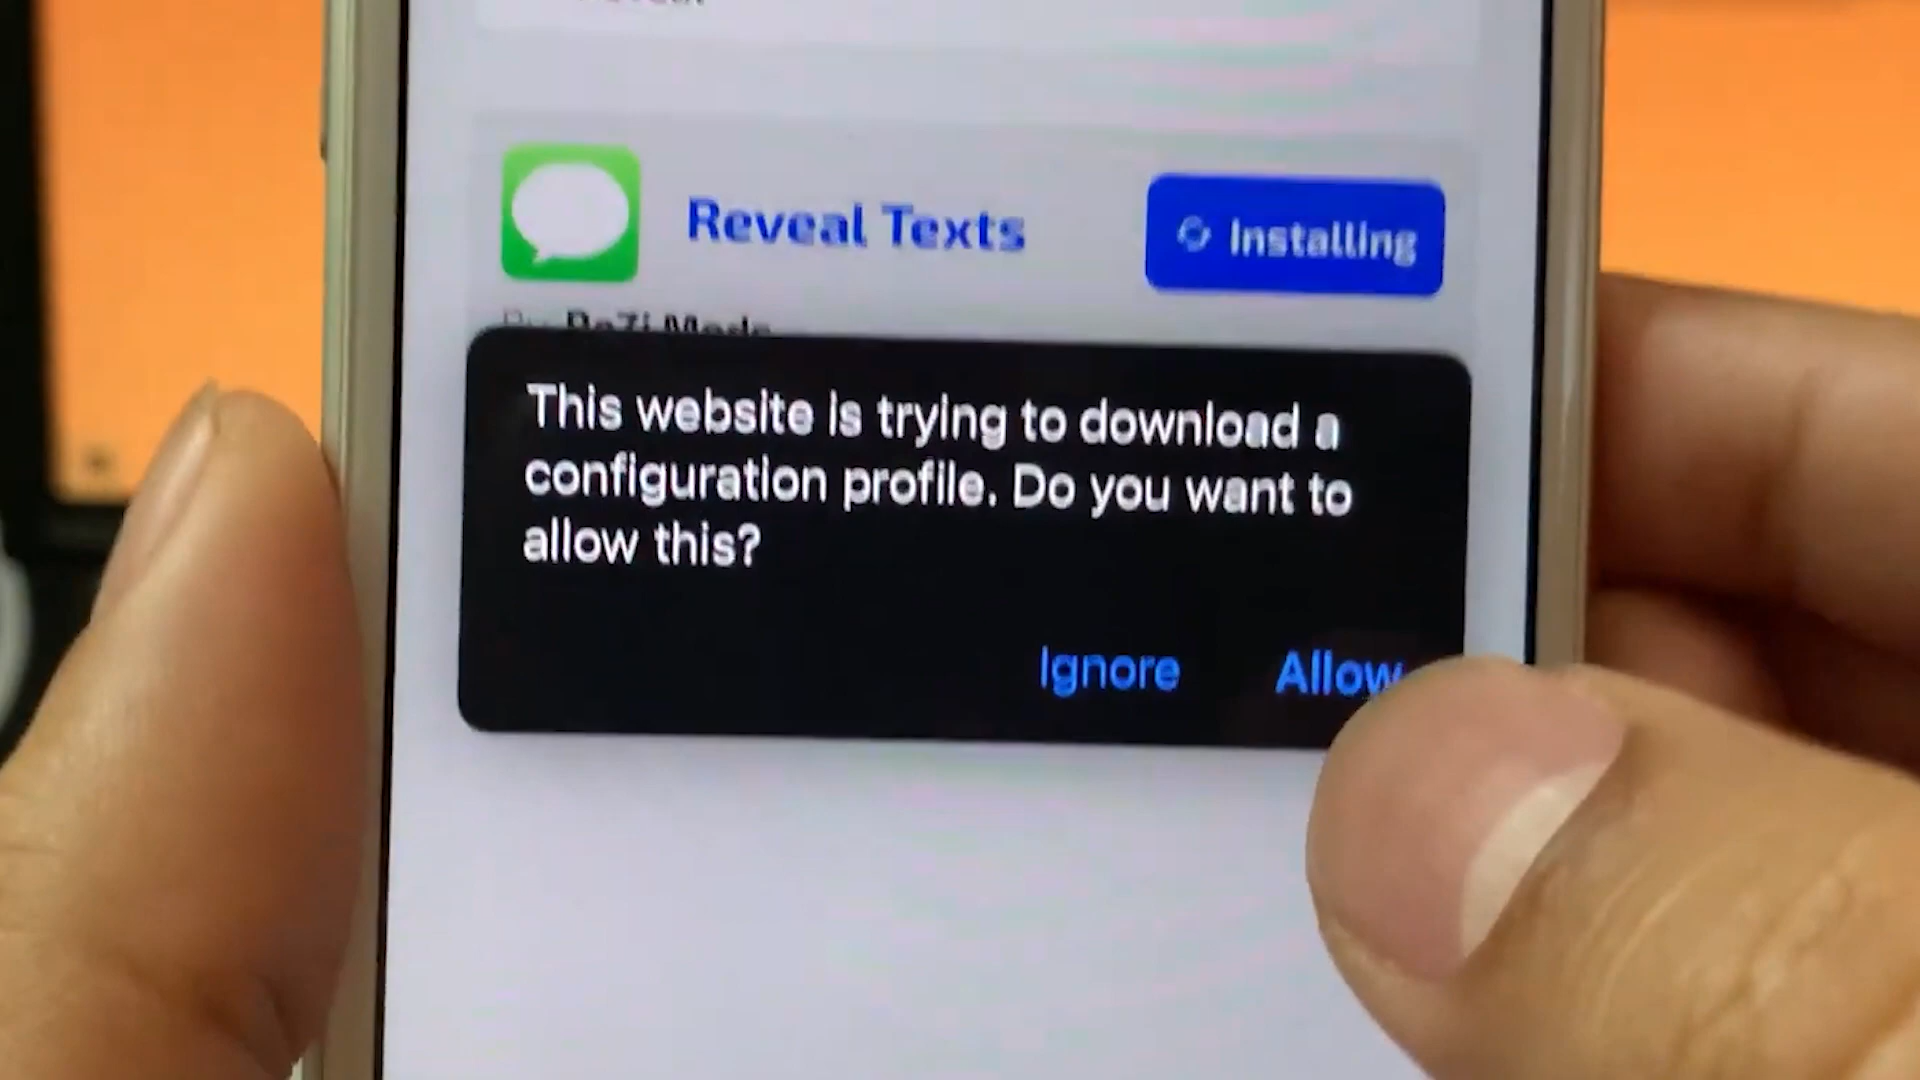 Reveal Texts
Installing
This website is trying to download a
configuration profile. Do you want to
allow this?
Ignore
Allow